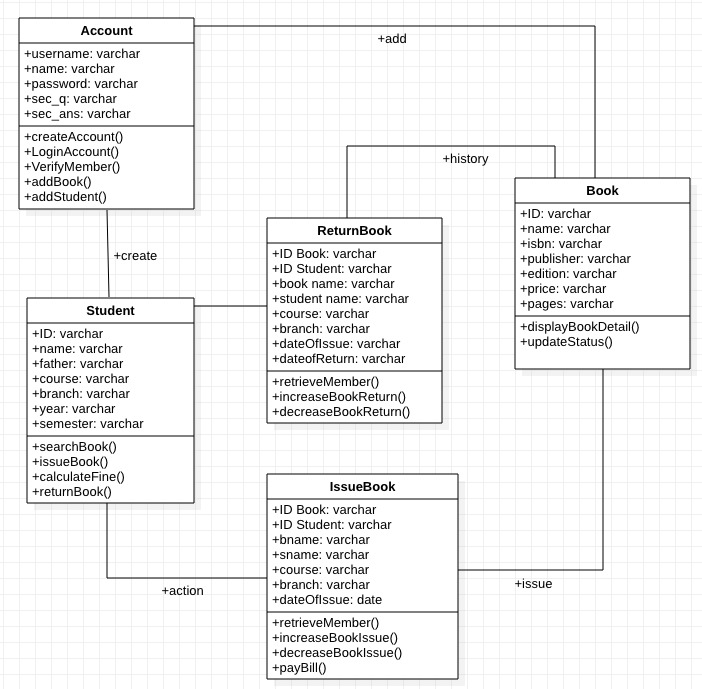 Account
+username: varchar
+name: varchar
+password: varchar
+sec_q: varchar
+sec_ans: varchar
+createAccount()
+LoginAccount()
+VerifyMember()
+addBook()
+addStudent()
+add
+history
Book
+ID: varchar
+name: varchar
+isbn: varchar
+publisher: varchar
+edition: varchar
+price: varchar
+pages: varchar
+displayBookDetail()
+updateStatus()
ReturnBook
+ID Book: varchar
+ID Student: varchar
+book name: varchar
+student name: varchar
+course: varchar
+branch: varchar
+dateOfIssue: varchar
+dateofReturn: varchar
+retrieveMember()
+increaseBookReturn()
+decreaseBookReturn()
+create
Student
+ID: varchar
+name: varchar
+father: varchar
+course: varchar
+branch: varchar
+year: varchar
+semester: varchar
+searchBook()
+issueBook()
+calculateFine()
+returnBook()
IssueBook
+ID Book: varchar
+ID Student: varchar
+bname: varchar
+sname: varchar
+course: varchar
+branch: varchar
+dateOfIssue: date
+retrieveMember()
+increaseBookIssue()
+decreaseBookIssue()
+payBill()
+action
+issue